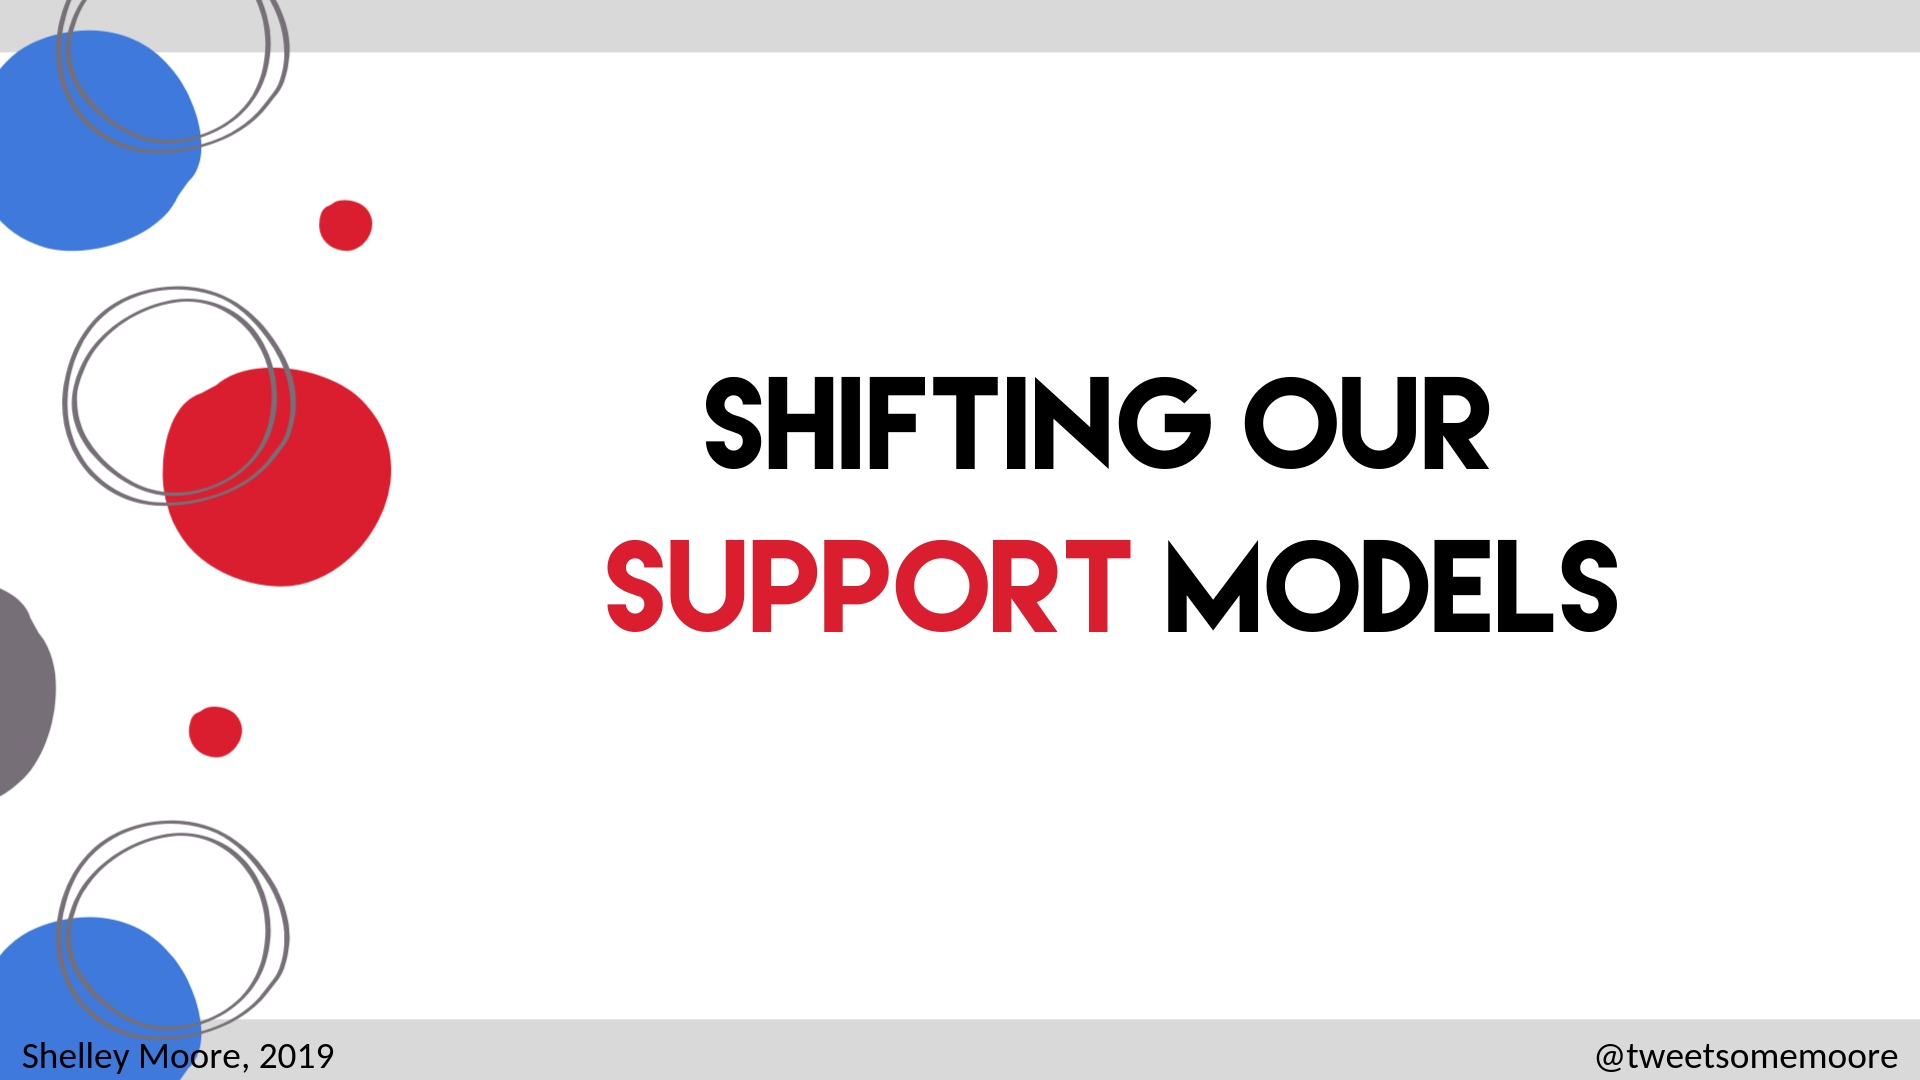 SHIFTING OUR
SUPPORT MODELS
Shelley Moore, 2019
@tweetsomemoore